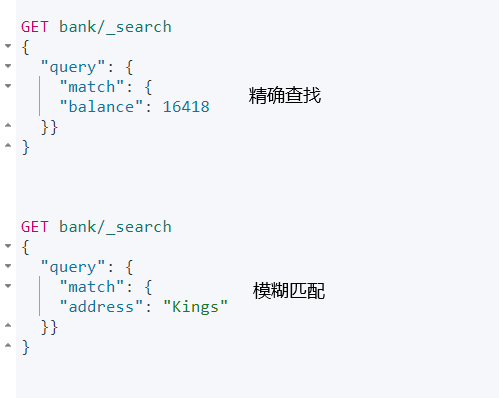 GET bank/_search
{
"query": {
"match": {
"balance": 16418 精确查找
}}
}
GET bank/_search
{
"query": {
"match": {
"address": "Kings" 模糊匹配
}}
}